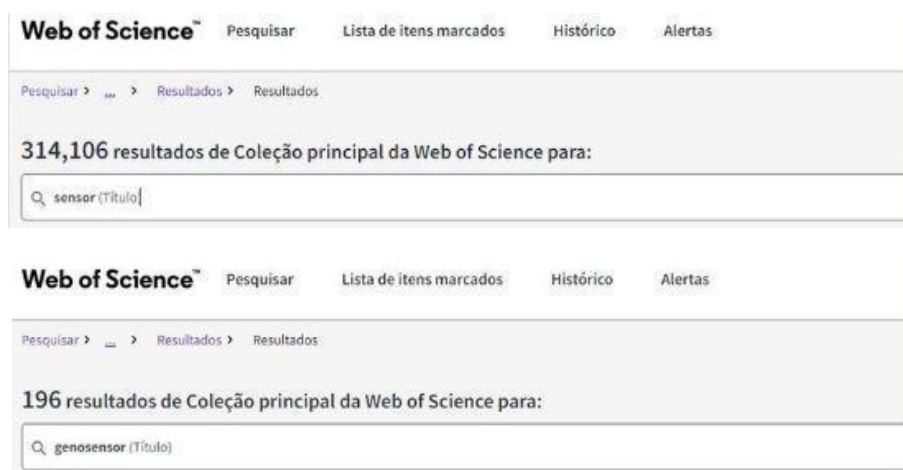 Web of Science™ Pesquisar Lista de itens marcados Histórico Alertas
Pesquisar > ... > Resultados > Resultados
314,106 resultados de Coleção principal da Web of Science para:
sensor (Título)
Web of Science™ Pesquisar Lista de itens marcados Histórico Alertas
Pesquisar > ... > Resultados > Resultados
196 resultados de Coleção principal da Web of Science para:
genosensor (Título)